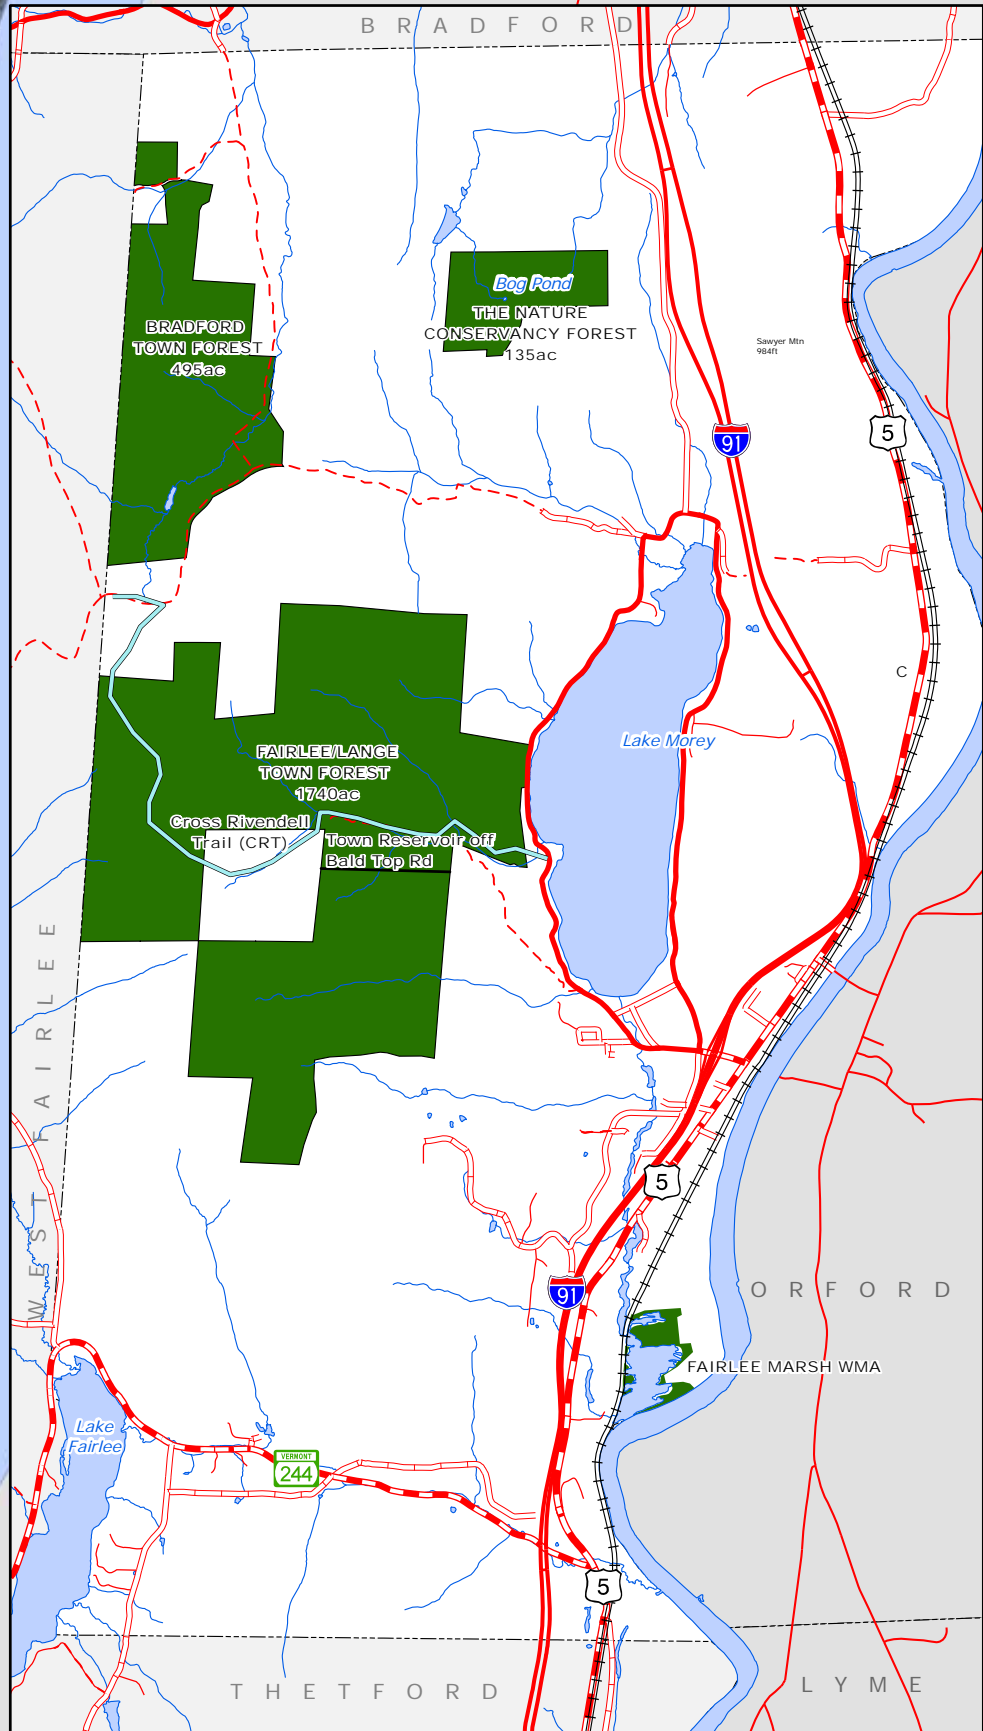 BRADFORD
Bog Pond
THE NATURE
CONSERVANCY FOREST
135ac
BRADFORD
TOWN FOREST
495ac
Sawyer Mtn
984ft
5
91
C
Lake Morey
FAIRLEE/LANGE
TOWN FOREST
1740ac
Cross Rivendell
Trail (CRT)
Town Reservoir off
Bald Top Rd
WEST FAIRLEE
5
91
ORFORD
FAIRLEE MARSH WMA
Lake
Fairlee
VERMONT
244
5
THETFORD
LYME